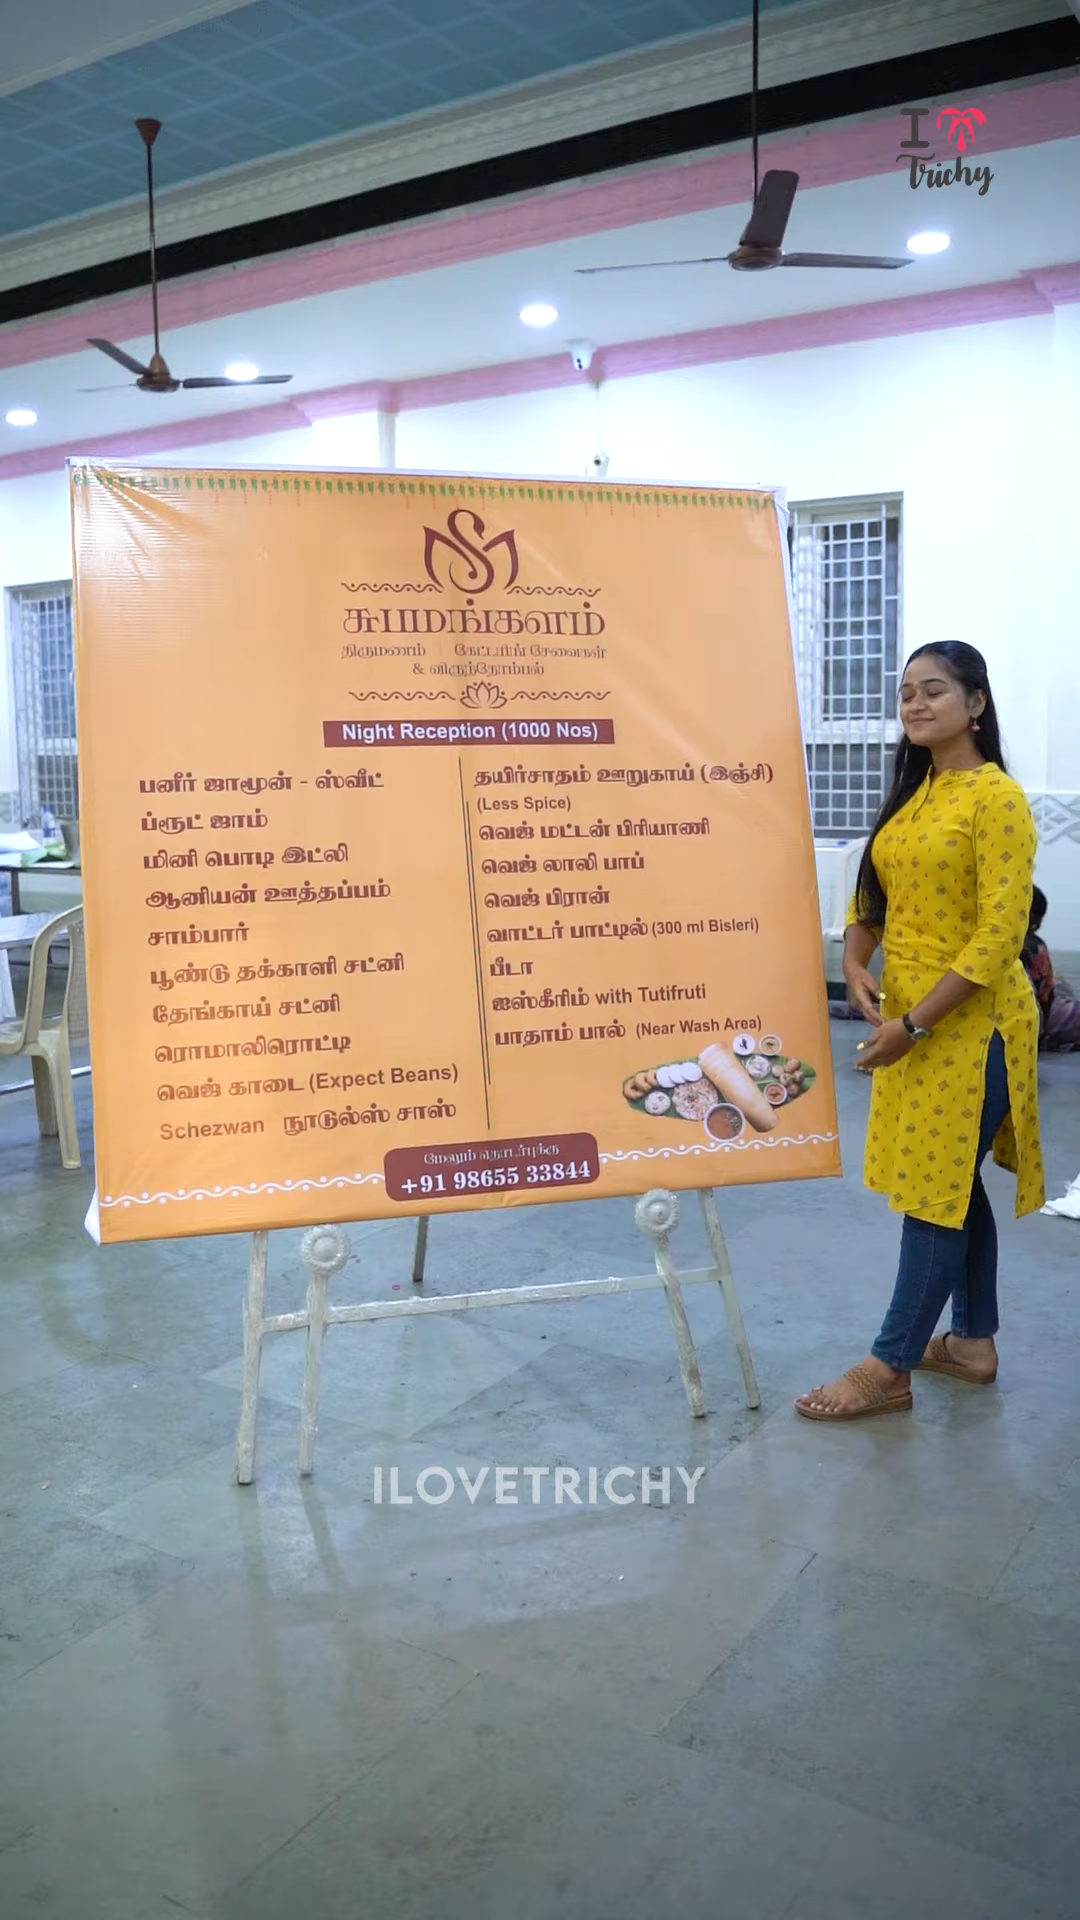 I
Trichy
சுபமங்களம்
திருமணம் | கேட்டரிங் சேவைகள்
& விருந்தோம்பல்
Night Reception (1000 Nos)
பனீர் ஜாமூன் - ஸ்வீட்
ப்ரூட் ஜாம்
மினி பொடி இட்லி
ஆனியன் ஊத்தப்பம்
சாம்பார்
பூண்டு தக்காளி சட்னி
தேங்காய் சட்னி
ரொமாலிரொட்டி
வெஜ் காடை (Expect Beans)
Schezwan நூடுல்ஸ் சாஸ்
தயிர்சாதம் ஊறுகாய் (இஞ்சி)
(Less Spice)
வெஜ் மட்டன் பிரியாணி
வெஜ் லாலி பாப்
வெஜ் பிரான்
வாட்டர் பாட்டில் (300 ml Bisleri)
பீடா
ஐஸ்கீரிம் with Tutifruti
பாதாம் பால் (Near Wash Area)
மேலும் தொடர்புக்கு
+91 98655 33844
ILOVETRICHY